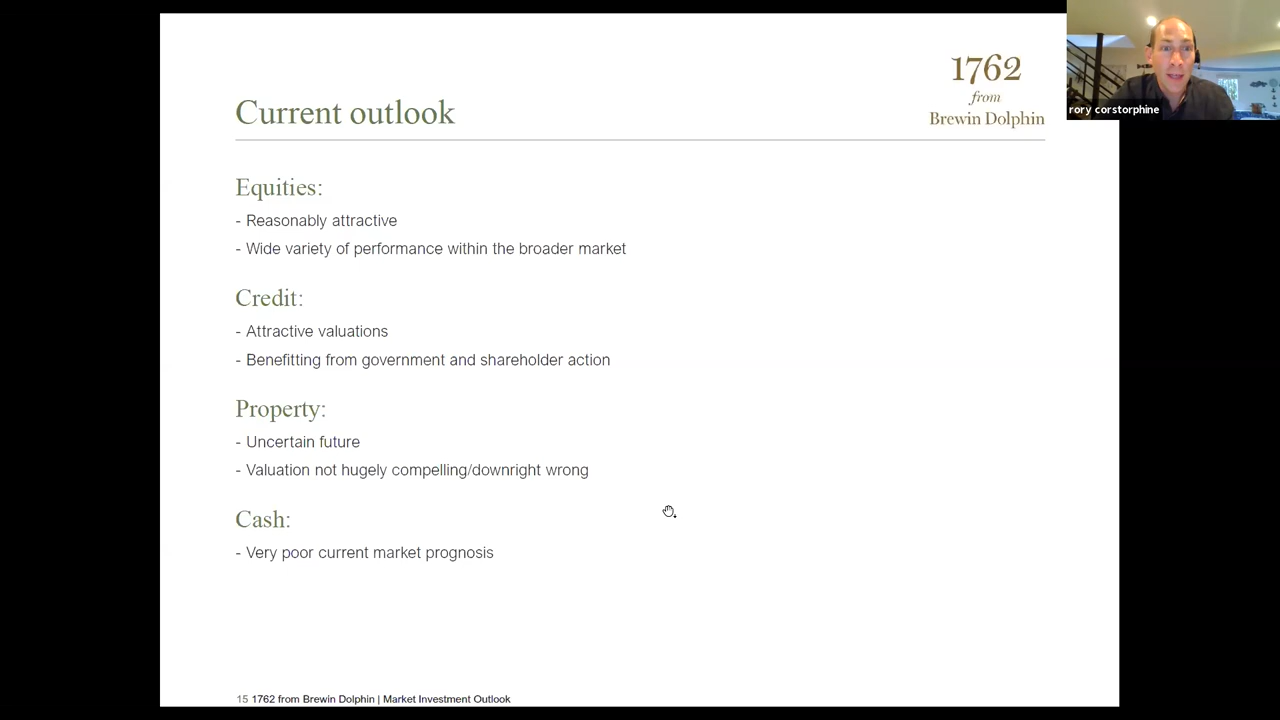 1762
from
Brewin Dolphin
rory corstorphine
Current outlook
Equities:
- Reasonably attractive
- Wide variety of performance within the broader market
Credit:
- Attractive valuations
- Benefitting from government and shareholder action
Property:
- Uncertain future
- Valuation not hugely compelling/downright wrong
Cash:
- Very poor current market prognosis
15 1762 from Brewin Dolphin | Market Investment Outlook